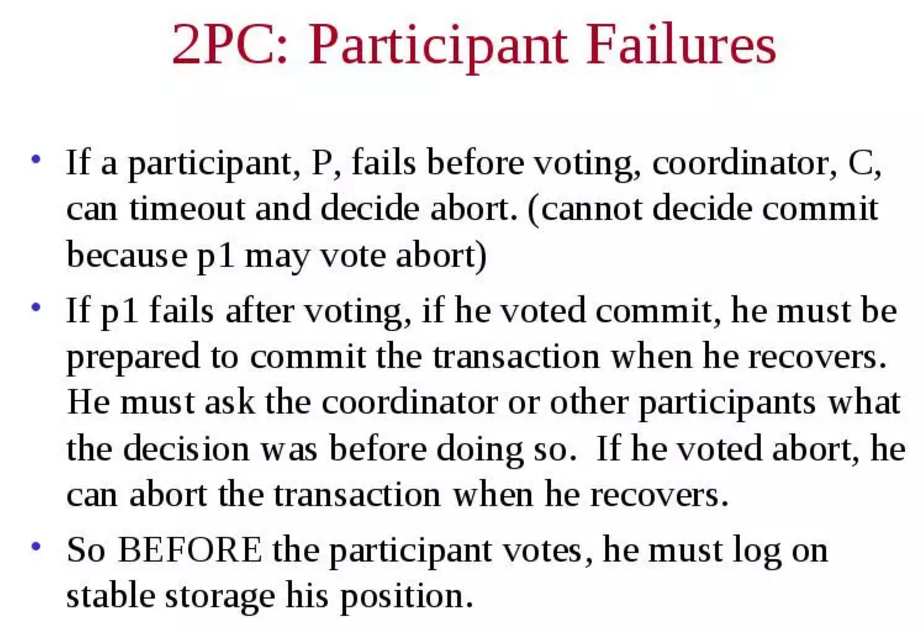 2PC: Participant Failures
• If a participant, P, fails before voting, coordinator, C,
can timeout and decide abort. (cannot decide commit
because p1 may vote abort)
• If p1 fails after voting, if he voted commit, he must be
prepared to commit the transaction when he recovers.
He must ask the coordinator or other participants what
the decision was before doing so.  If he voted abort, he
can abort the transaction when he recovers.
• So BEFORE the participant votes, he must log on
stable storage his position.